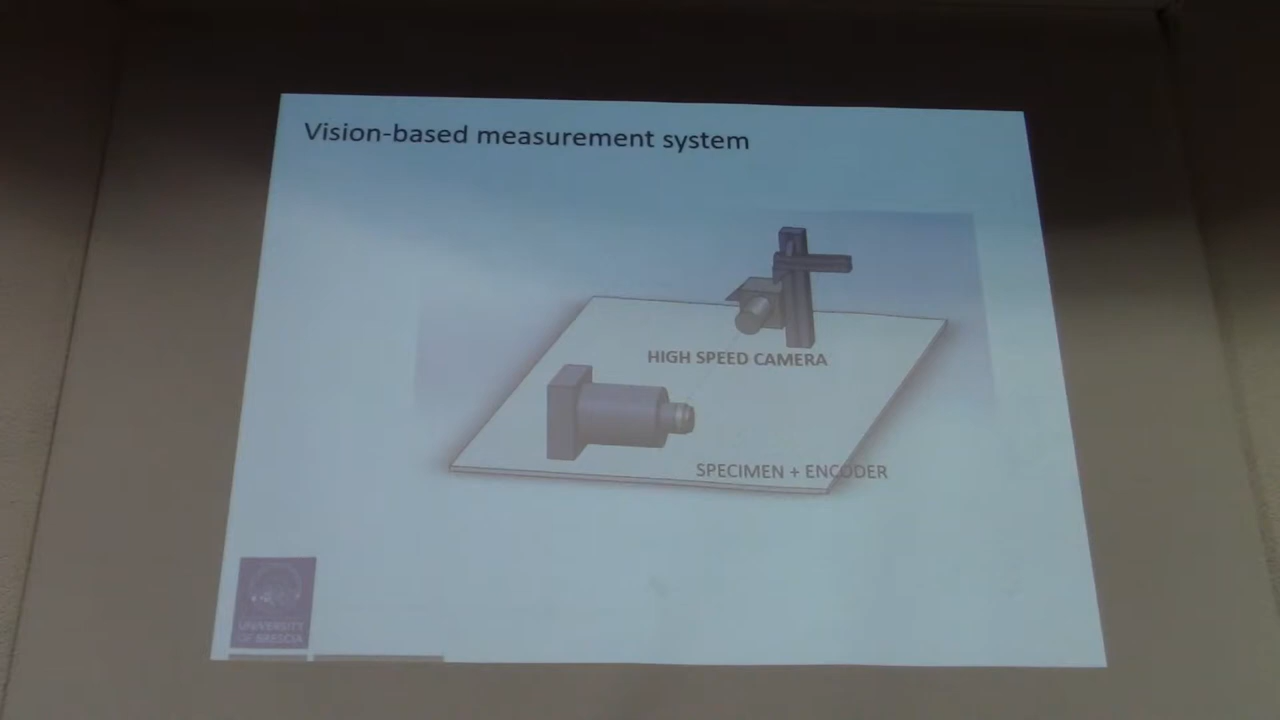 Vision-based measurement system
HIGH SPEED CAMERA
SPECIMEN + ENCODER
UNIVERSITY
OF BRESCIA